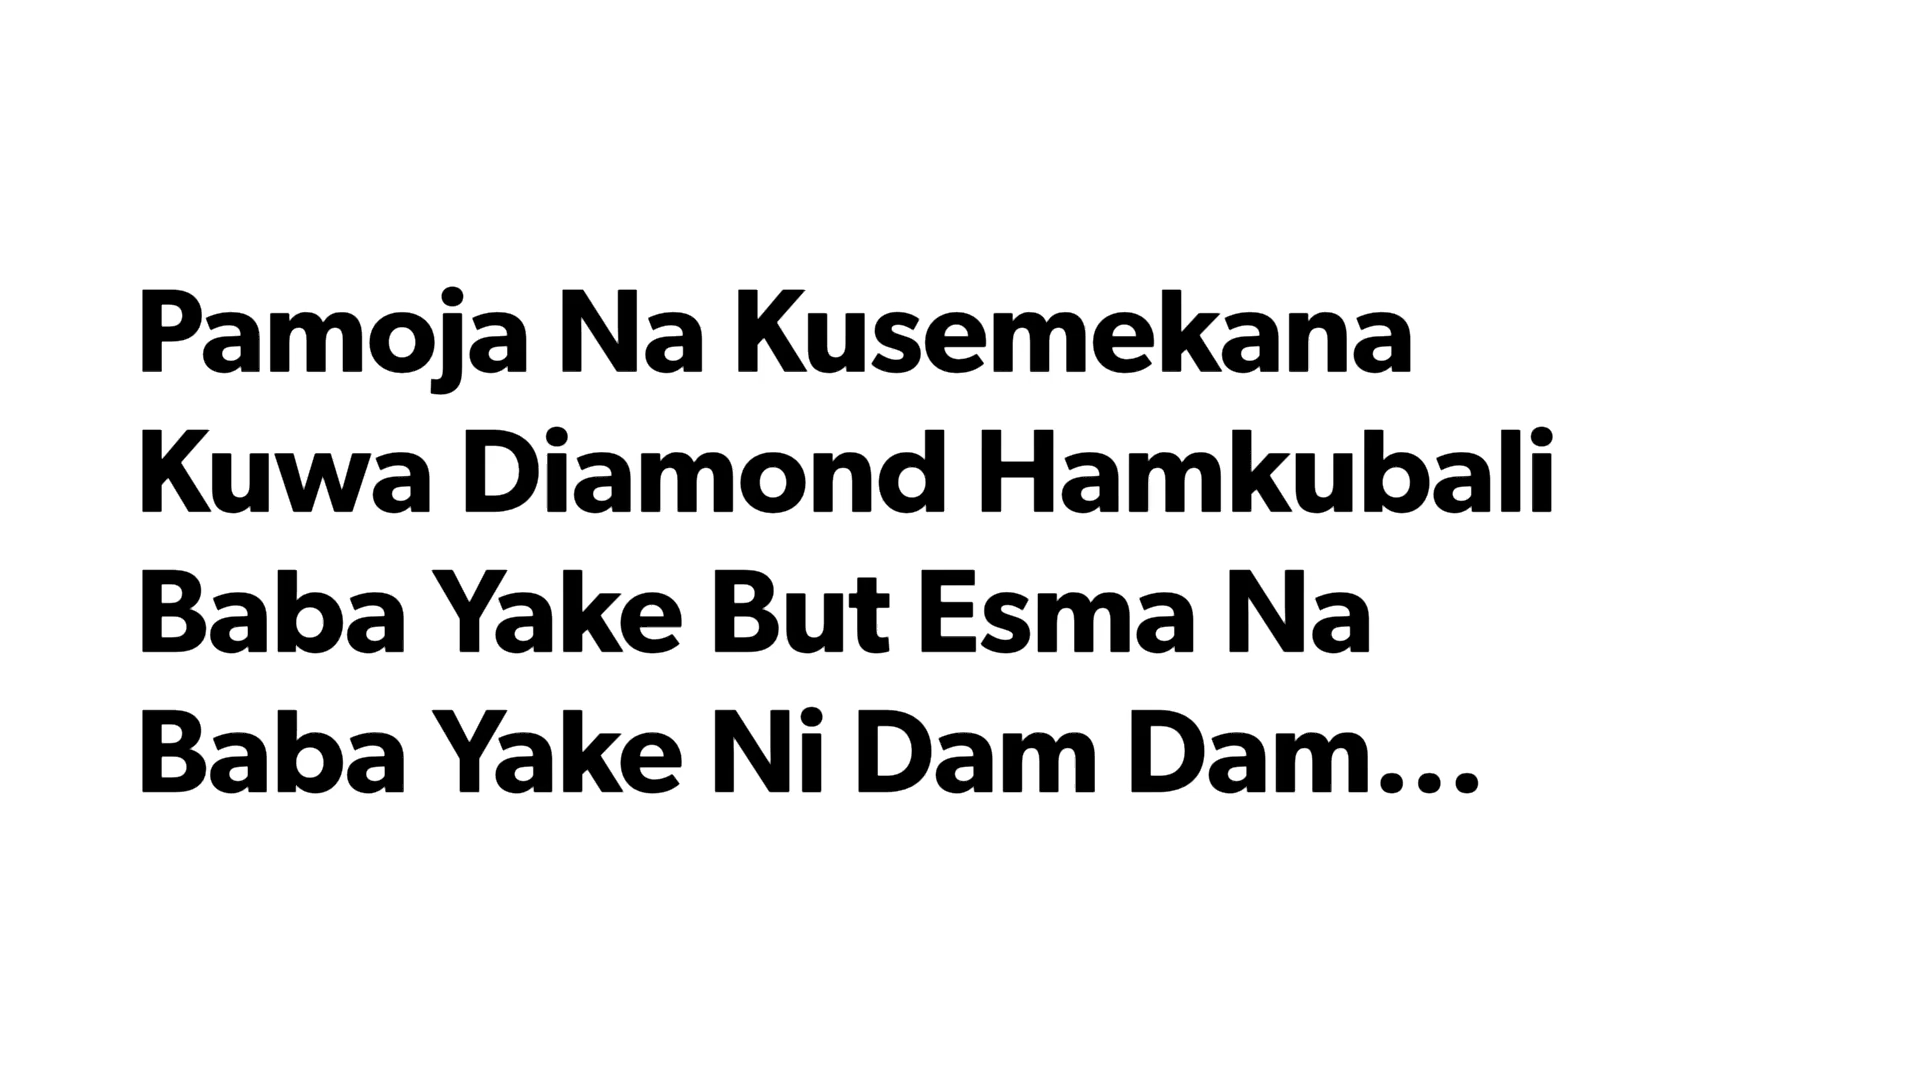 Pamoja Na Kusemekana
Kuwa Diamond Hamkubali
Baba Yake But Esma Na
Baba Yake Ni Dam Dam...